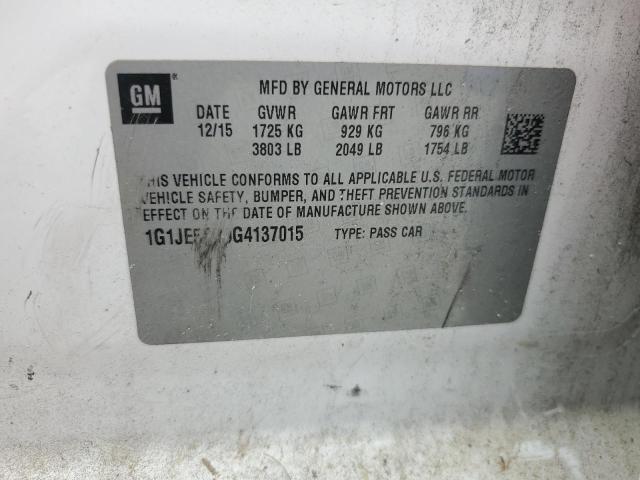 GM ®
MFD BY GENERAL MOTORS LLC
DATE GVWR GAWR FRT GAWR RR
12/15 1725 KG 929 KG 796 KG
3803 LB 2049 LB 1754 LB
THIS VEHICLE CONFORMS TO ALL APPLICABLE U.S. FEDERAL MOTOR
VEHICLE SAFETY, BUMPER, AND THEFT PREVENTION STANDARDS IN
EFFECT ON THE DATE OF MANUFACTURE SHOWN ABOVE.
TYPE: PASS CAR